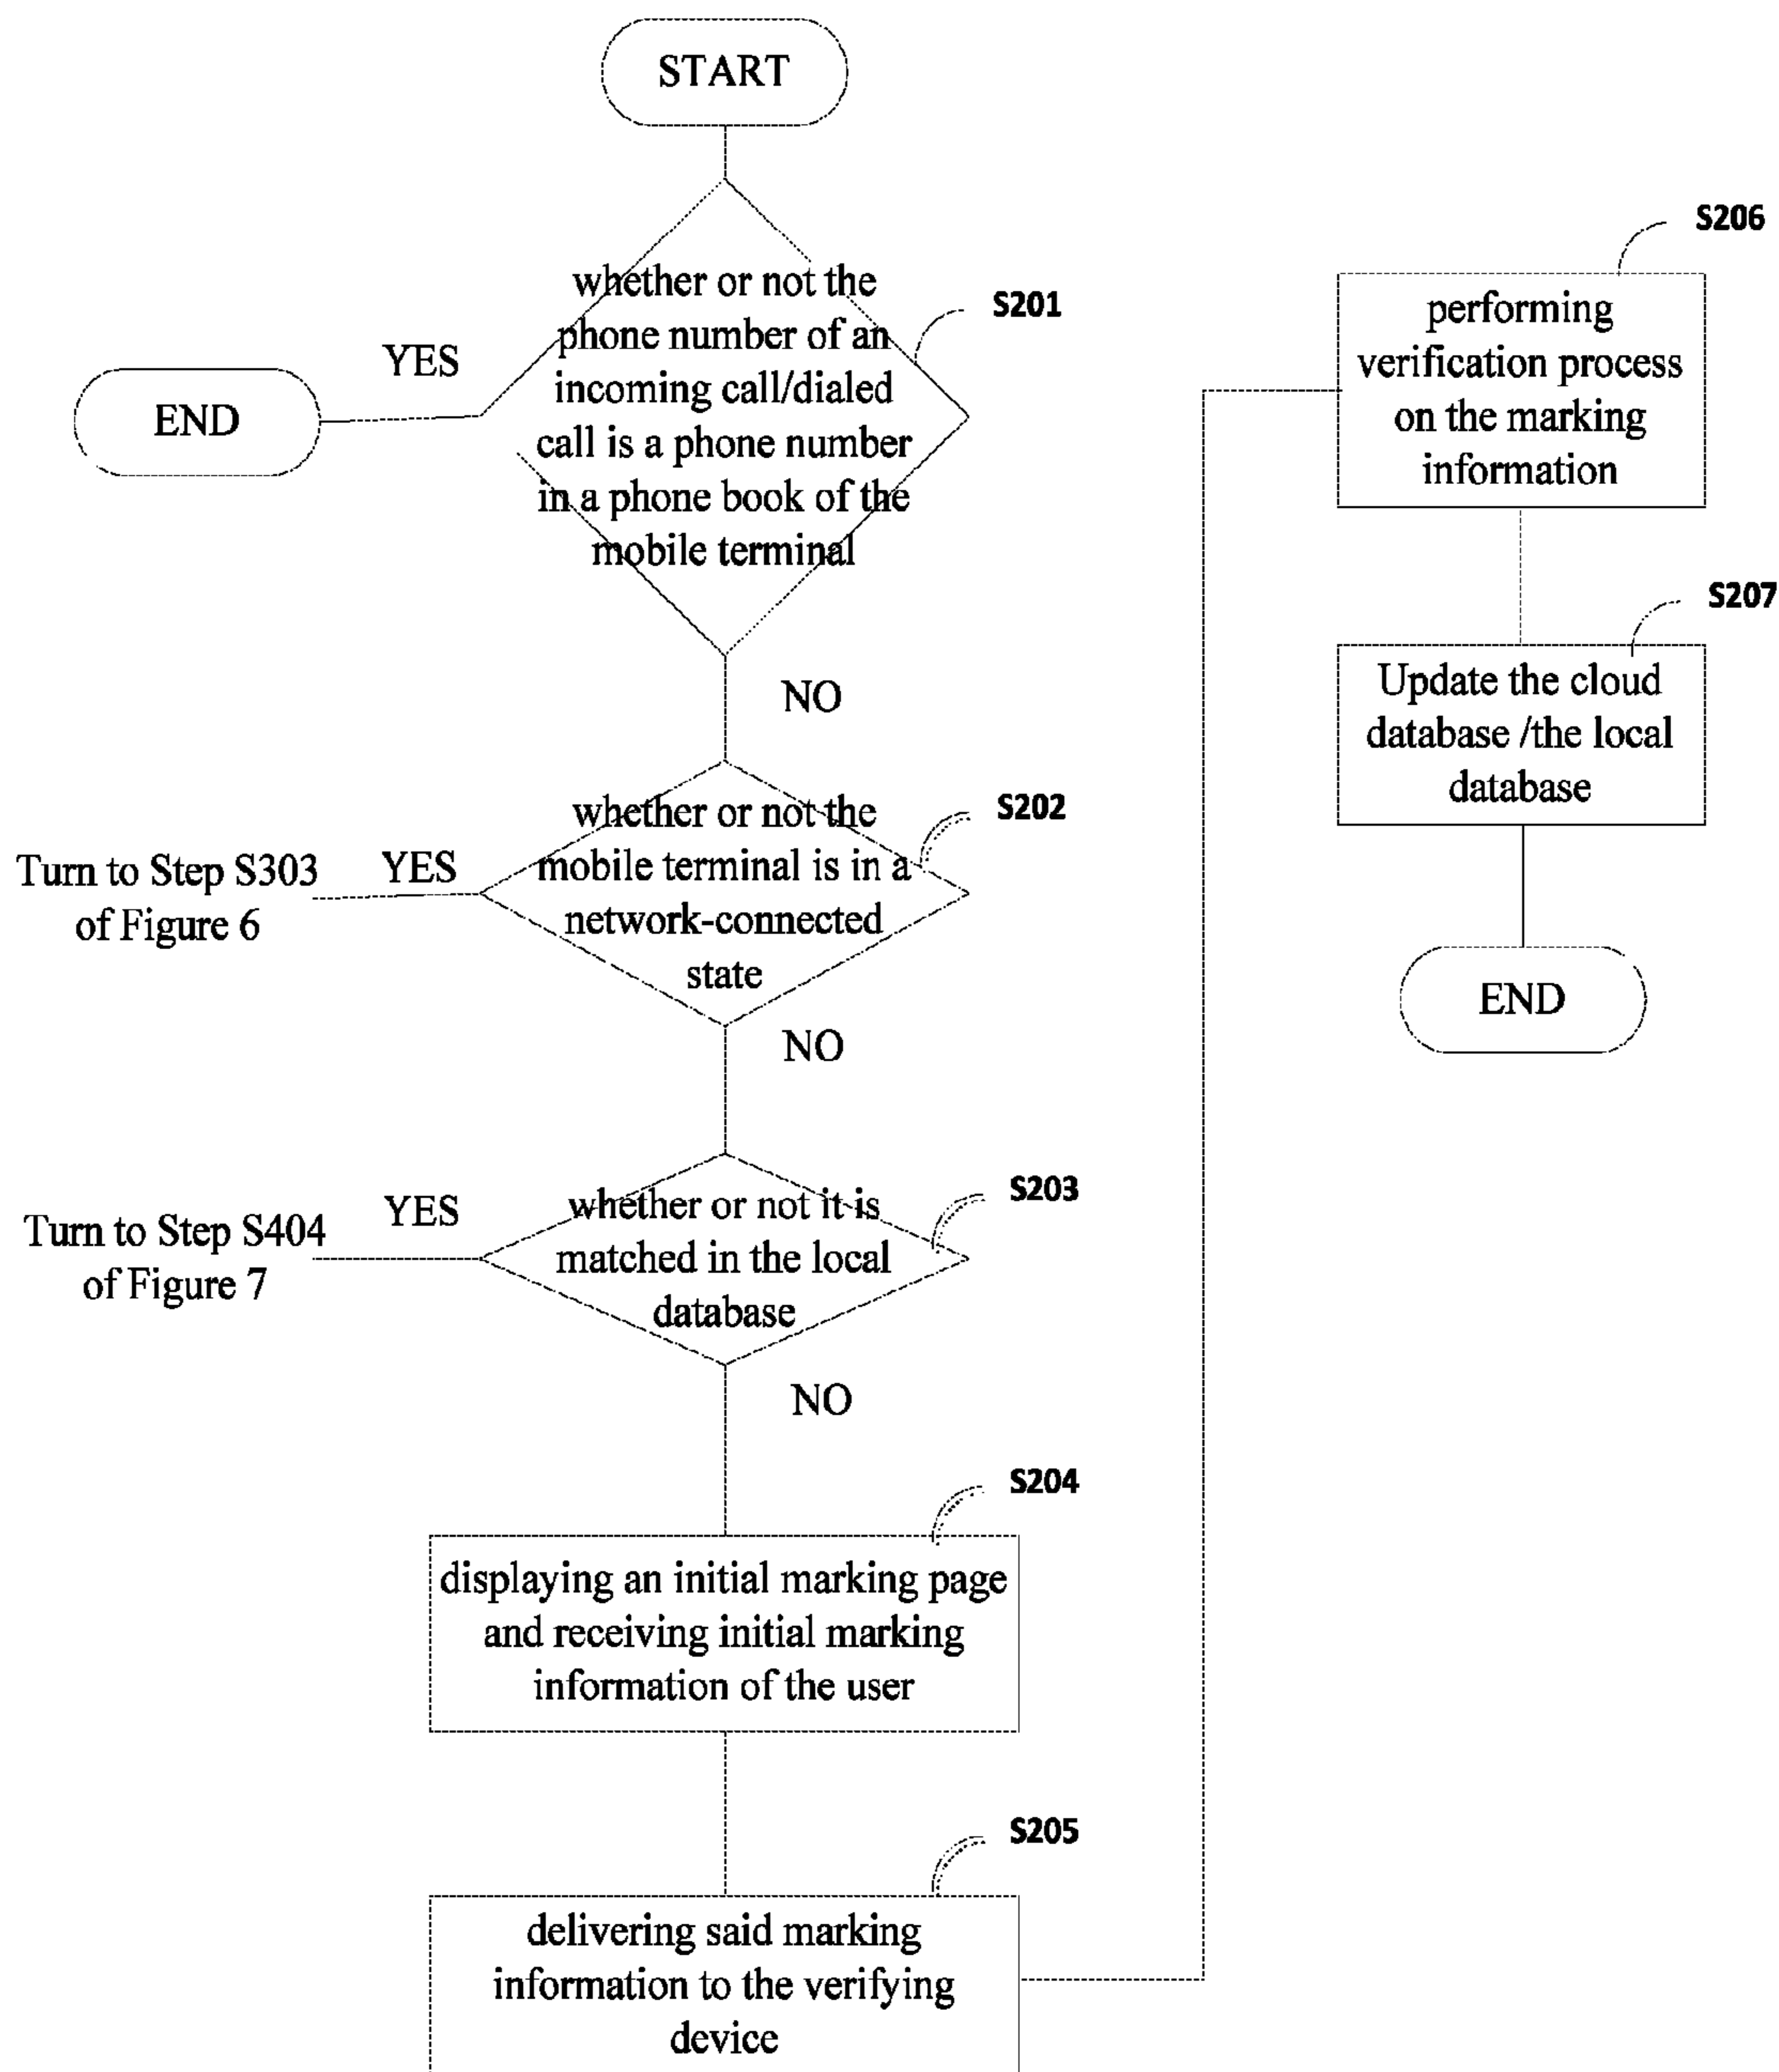 START
whether or not the
phone number of an
incoming call/dialed
call is a phone number
in a phone book of the
mobile terminal
S201
YES
END
NO
whether or not the
mobile terminal is in a
network-connected
state
S202
YES
Turn to Step S303
of Figure 6
NO
whether or not it is
matched in the local
database
S203
YES
Turn to Step S404
of Figure 7
NO
S204
displaying an initial marking page
and receiving initial marking
information of the user
S205
delivering said marking
information to the verifying
device
S206
performing
verification process
on the marking
information
S207
Update the cloud
database /the local
database
END